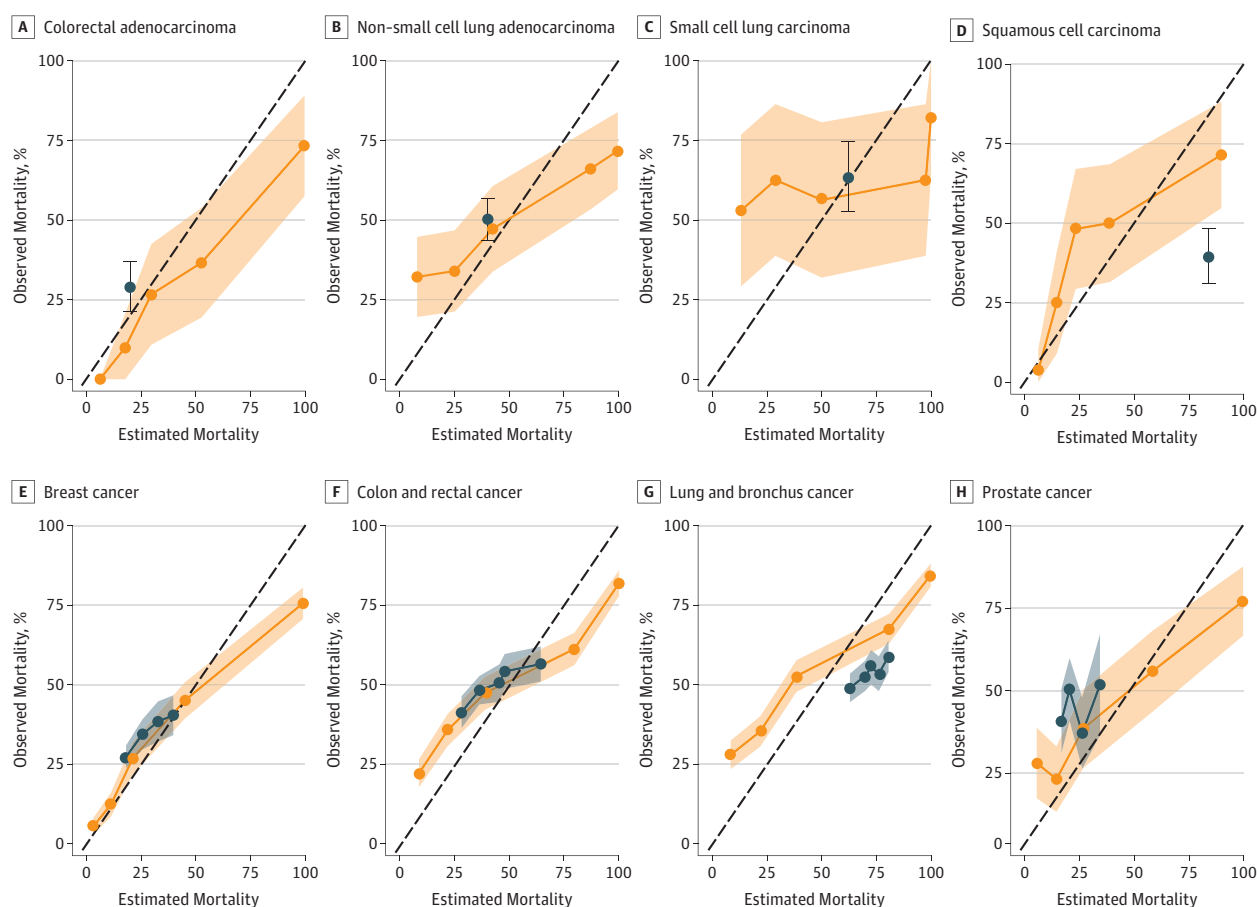 A Colorectal adenocarcinoma
100
75
50
25
0
Observed Mortality, %
0 25 50 75 100
Estimated Mortality
B Non–small cell lung adenocarcinoma
100
75
50
25
0
Observed Mortality, %
0 25 50 75 100
Estimated Mortality
C Small cell lung carcinoma
100
75
50
25
0
Observed Mortality, %
0 25 50 75 100
Estimated Mortality
D Squamous cell carcinoma
100
75
50
25
0
Observed Mortality, %
0 25 50 75 100
Estimated Mortality
E Breast cancer
100
75
50
25
0
Observed Mortality, %
0 25 50 75 100
Estimated Mortality
F Colon and rectal cancer
100
75
50
25
0
Observed Mortality, %
0 25 50 75 100
Estimated Mortality
G Lung and bronchus cancer
100
75
50
25
0
Observed Mortality, %
0 25 50 75 100
Estimated Mortality
H Prostate cancer
100
75
50
25
0
Observed Mortality, %
0 25 50 75 100
Estimated Mortality